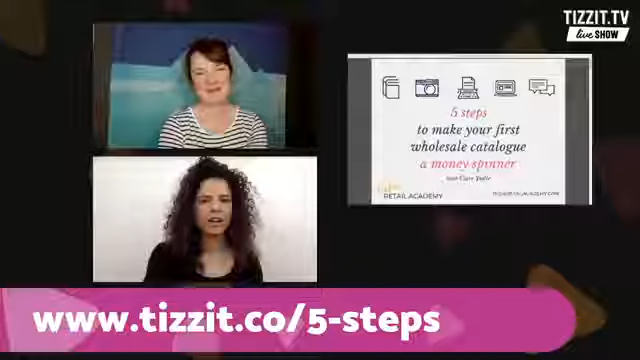 TIZZIT.TV
live SHOW
5 steps
to make your first
wholesale catalogue
a money spinner
RETAIL ACADEMY
www.tizzit.co/5-steps